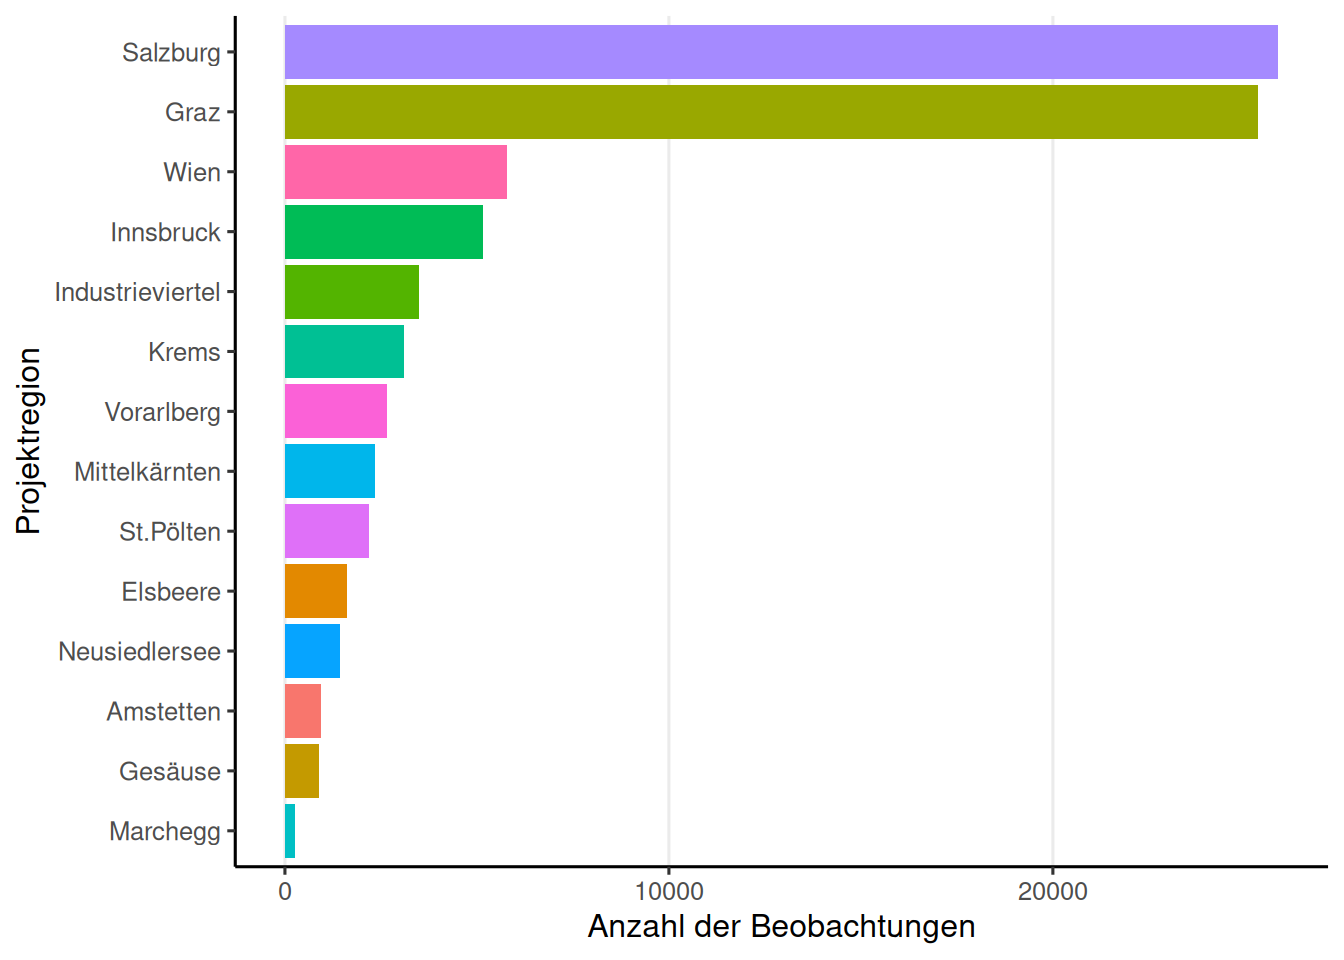 Projektregion
Salzburg
Graz
Wien
Innsbruck
Industrieviertel
Krems
Vorarlberg
Mittelkärnten
St.Pölten
Elsbeere
Neusiedlersee
Amstetten
Gesäuse
Marchegg
0 10000 20000
Anzahl der Beobachtungen